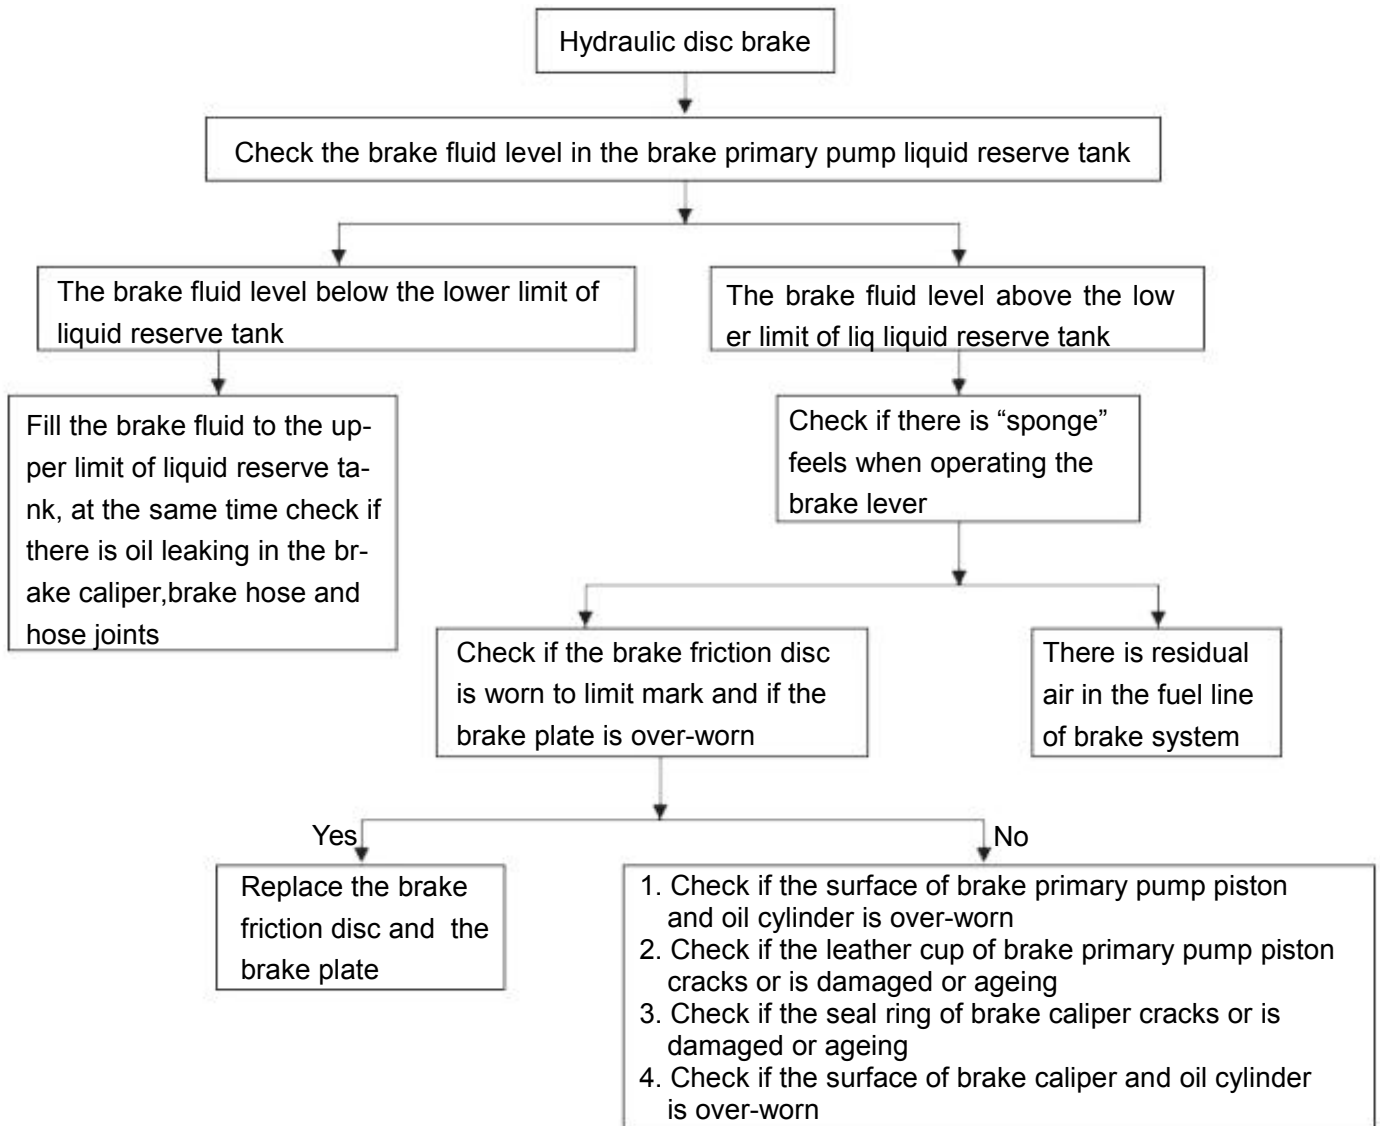 Hydraulic disc brake
Check the brake fluid level in the brake primary pump liquid reserve tank
The brake fluid level below the lower limit of
liquid reserve tank
The brake fluid level above the low
er limit of liq liquid reserve tank
Fill the brake fluid to the up-
per limit of liquid reserve ta-
nk, at the same time check if
there is oil leaking in the br-
ake caliper,brake hose and
hose joints
Check if there is “sponge”
feels when operating the
brake lever
Check if the brake friction disc
is worn to limit mark and if the
brake plate is over-worn
There is residual
air in the fuel line
of brake system
Yes
No
Replace the brake
friction disc and the
brake plate
1. Check if the surface of brake primary pump piston
and oil cylinder is over-worn
2. Check if the leather cup of brake primary pump piston
cracks or is damaged or ageing
3. Check if the seal ring of brake caliper cracks or is
damaged or ageing
4. Check if the surface of brake caliper and oil cylinder
is over-worn